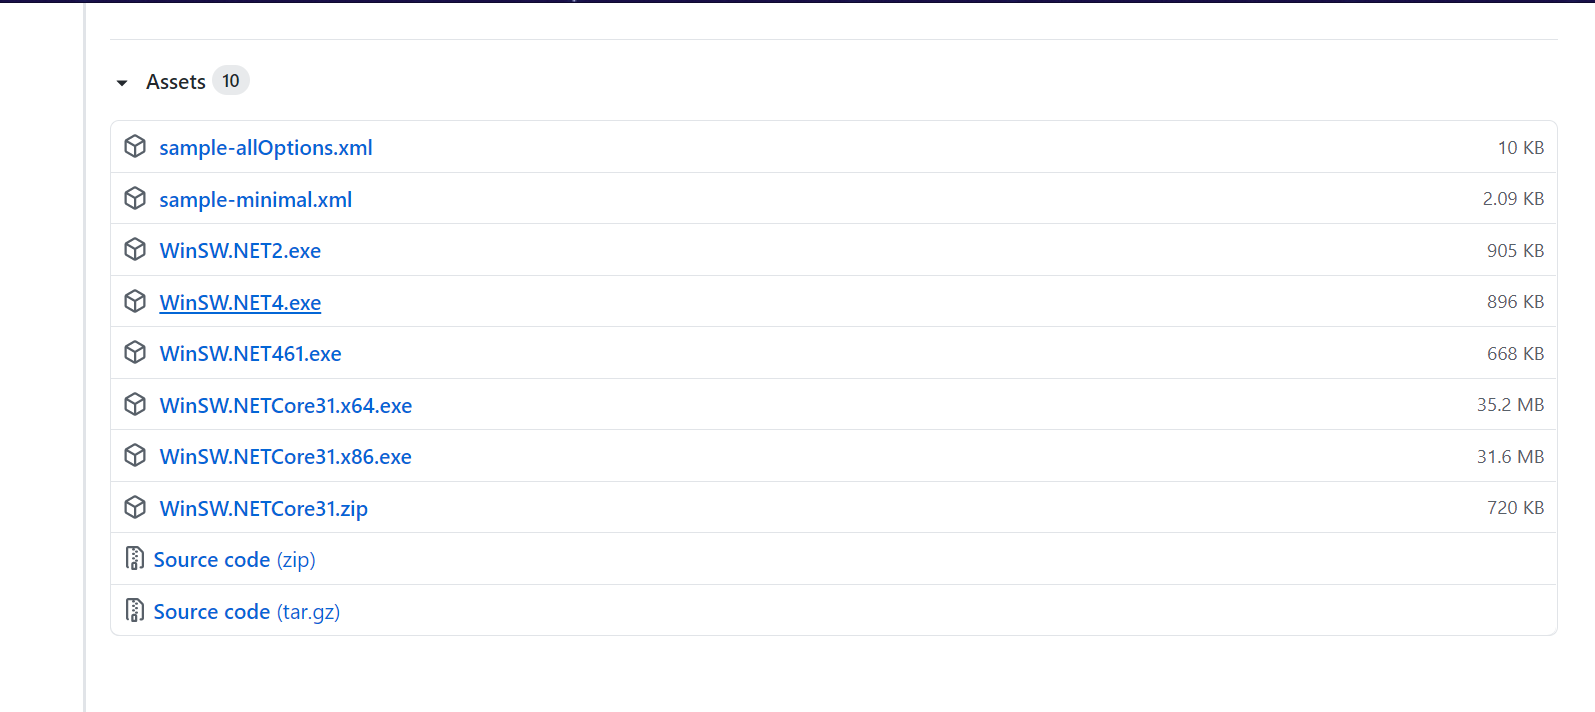 Assets 10
sample-allOptions.xml 10 KB
sample-minimal.xml 2.09 KB
WinSW.NET2.exe 905 KB
WinSW.NET4.exe 896 KB
WinSW.NET461.exe 668 KB
WinSW.NETCore31.x64.exe 35.2 MB
WinSW.NETCore31.x86.exe 31.6 MB
WinSW.NETCore31.zip 720 KB
Source code (zip)
Source code (tar.gz)